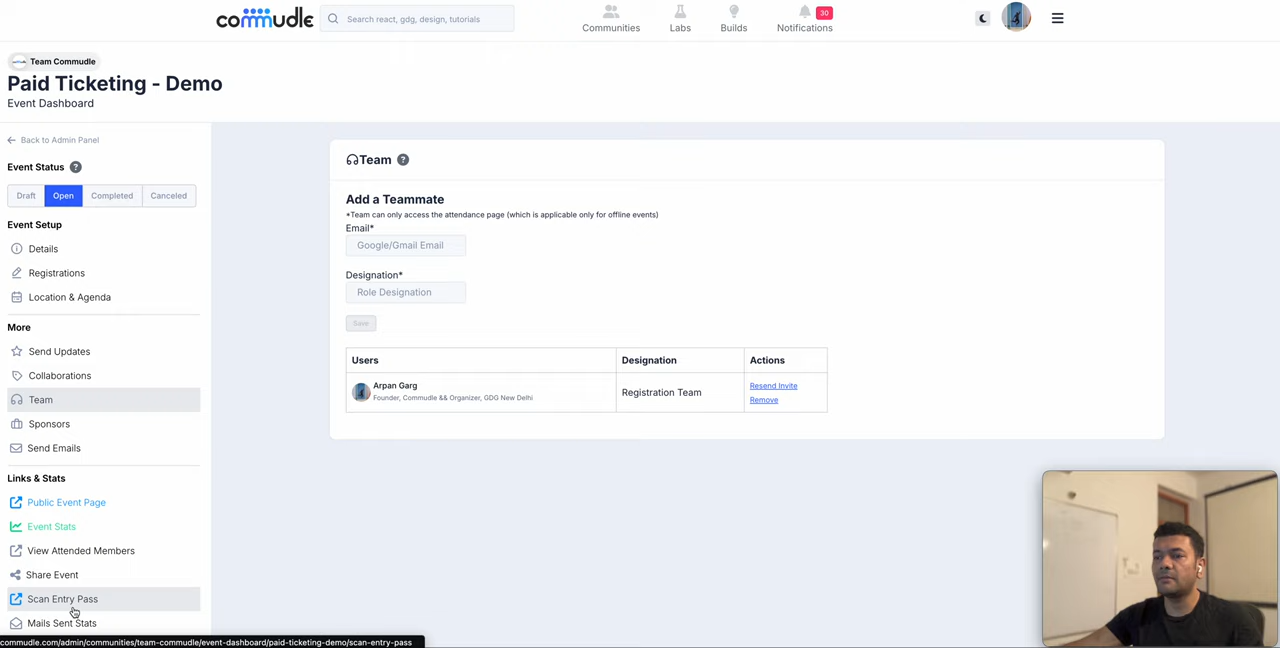 commudle
Search react, gdg, design, tutorials
Communities
Labs
Builds
30
Notifications
Team Commudle
Paid Ticketing - Demo
Event Dashboard
Back to Admin Panel
Event Status ?
Draft
Open
Completed
Canceled
Event Setup
Details
Registrations
Location & Agenda
More
Send Updates
Collaborations
Team
Sponsors
Send Emails
Links & Stats
Public Event Page
Event Stats
View Attended Members
Share Event
Scan Entry Pass
Mails Sent Stats
Team ?
Add a Teammate
*Team can only access the attendance page (which is applicable only for offline events)
Email*
Google/Gmail Email
Designation*
Role Designation
Save
Users Designation Actions
Arpan Garg
Founder, Commudle && Organizer, GDG New Delhi
Registration Team
Resend Invite
Remove
commudle.com/admin/communities/team-commudle/event-dashboard/paid-ticketing-demo/scan-entry-pass